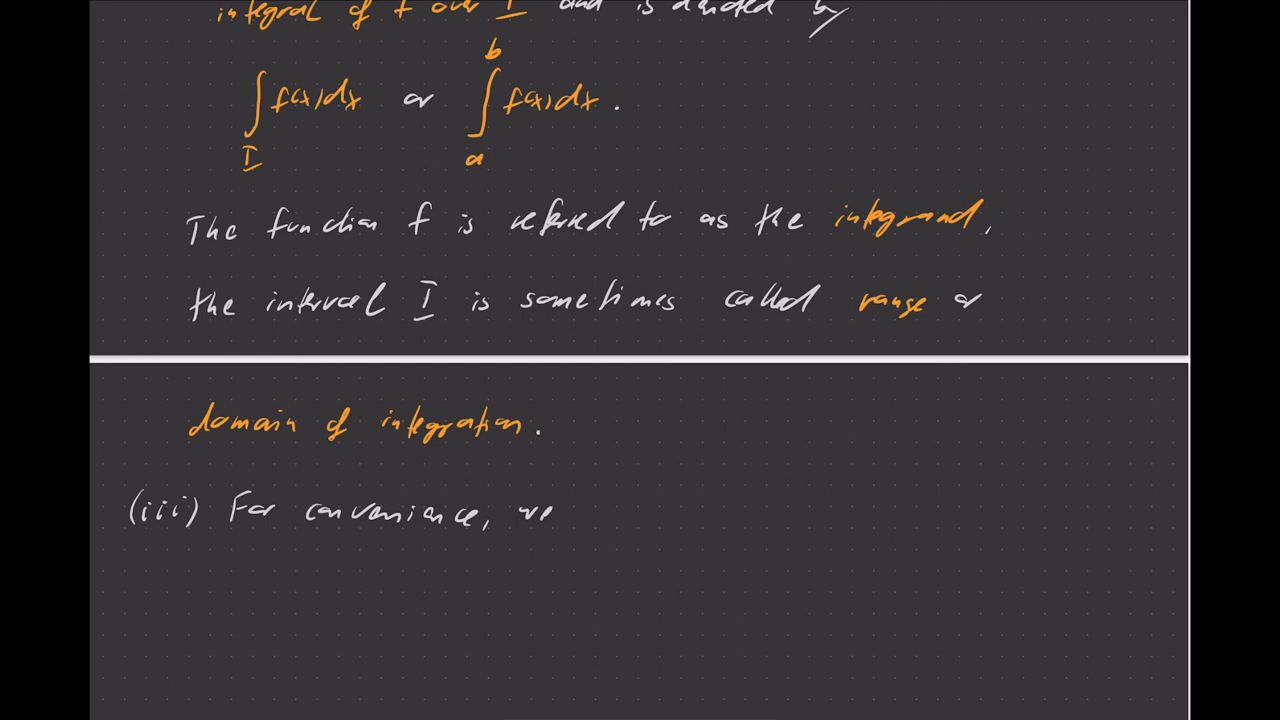 integral of f over I and is denoted by
∫_I f(x) dx or ∫_a^b f(x) dx .
The function f is referred to as the integrand,
the interval I is sometimes called range or
domain of integration.
(iii) For convenience, we